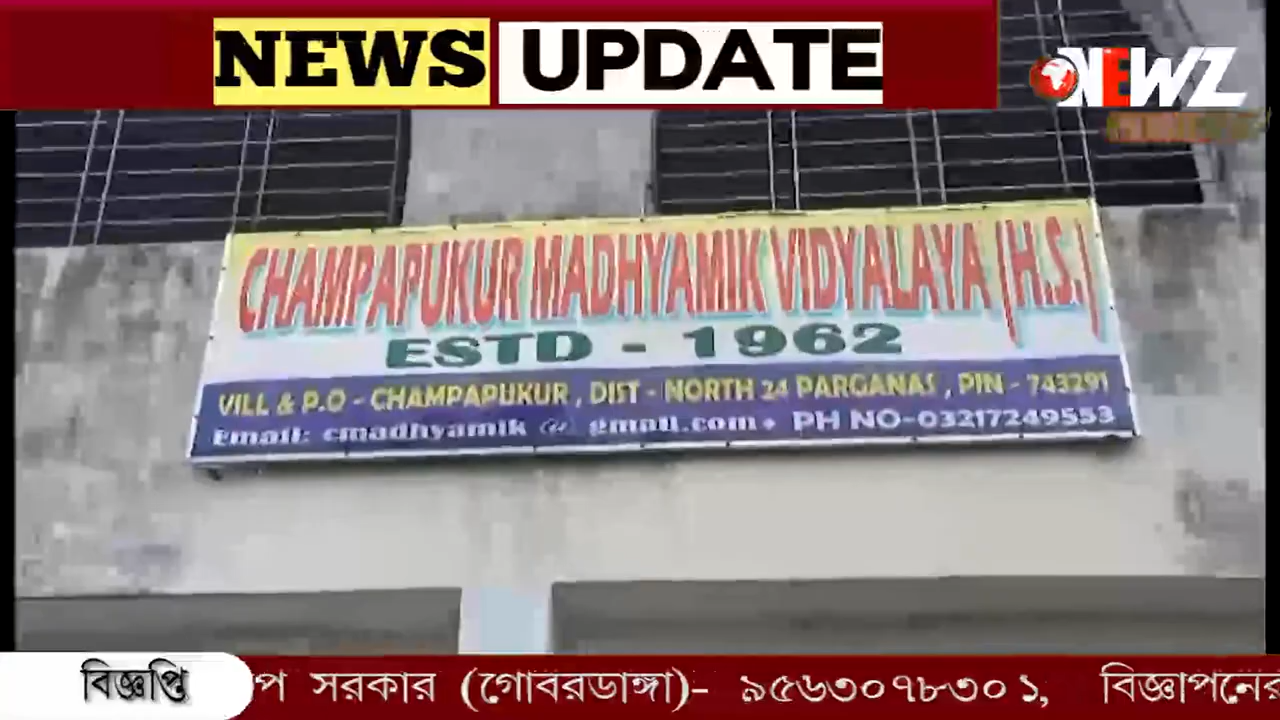 NEWS UPDATE
NEWZ
CHAMPAPUKUR MADHYAMIK VIDYALAYA (H.S.)
ESTD - 1962
VILL & P.O - CHAMPAPUKUR , DIST - NORTH 24 PARGANAS , PIN - 743291
Email: cmadhyamik @ gmail.com • PH NO-03217249553
বিজ্ঞপ্তি
প সরকার (গোবরডাঙ্গা)- ৯৫৬৩০৭৮৩০১, বিজ্ঞাপনের